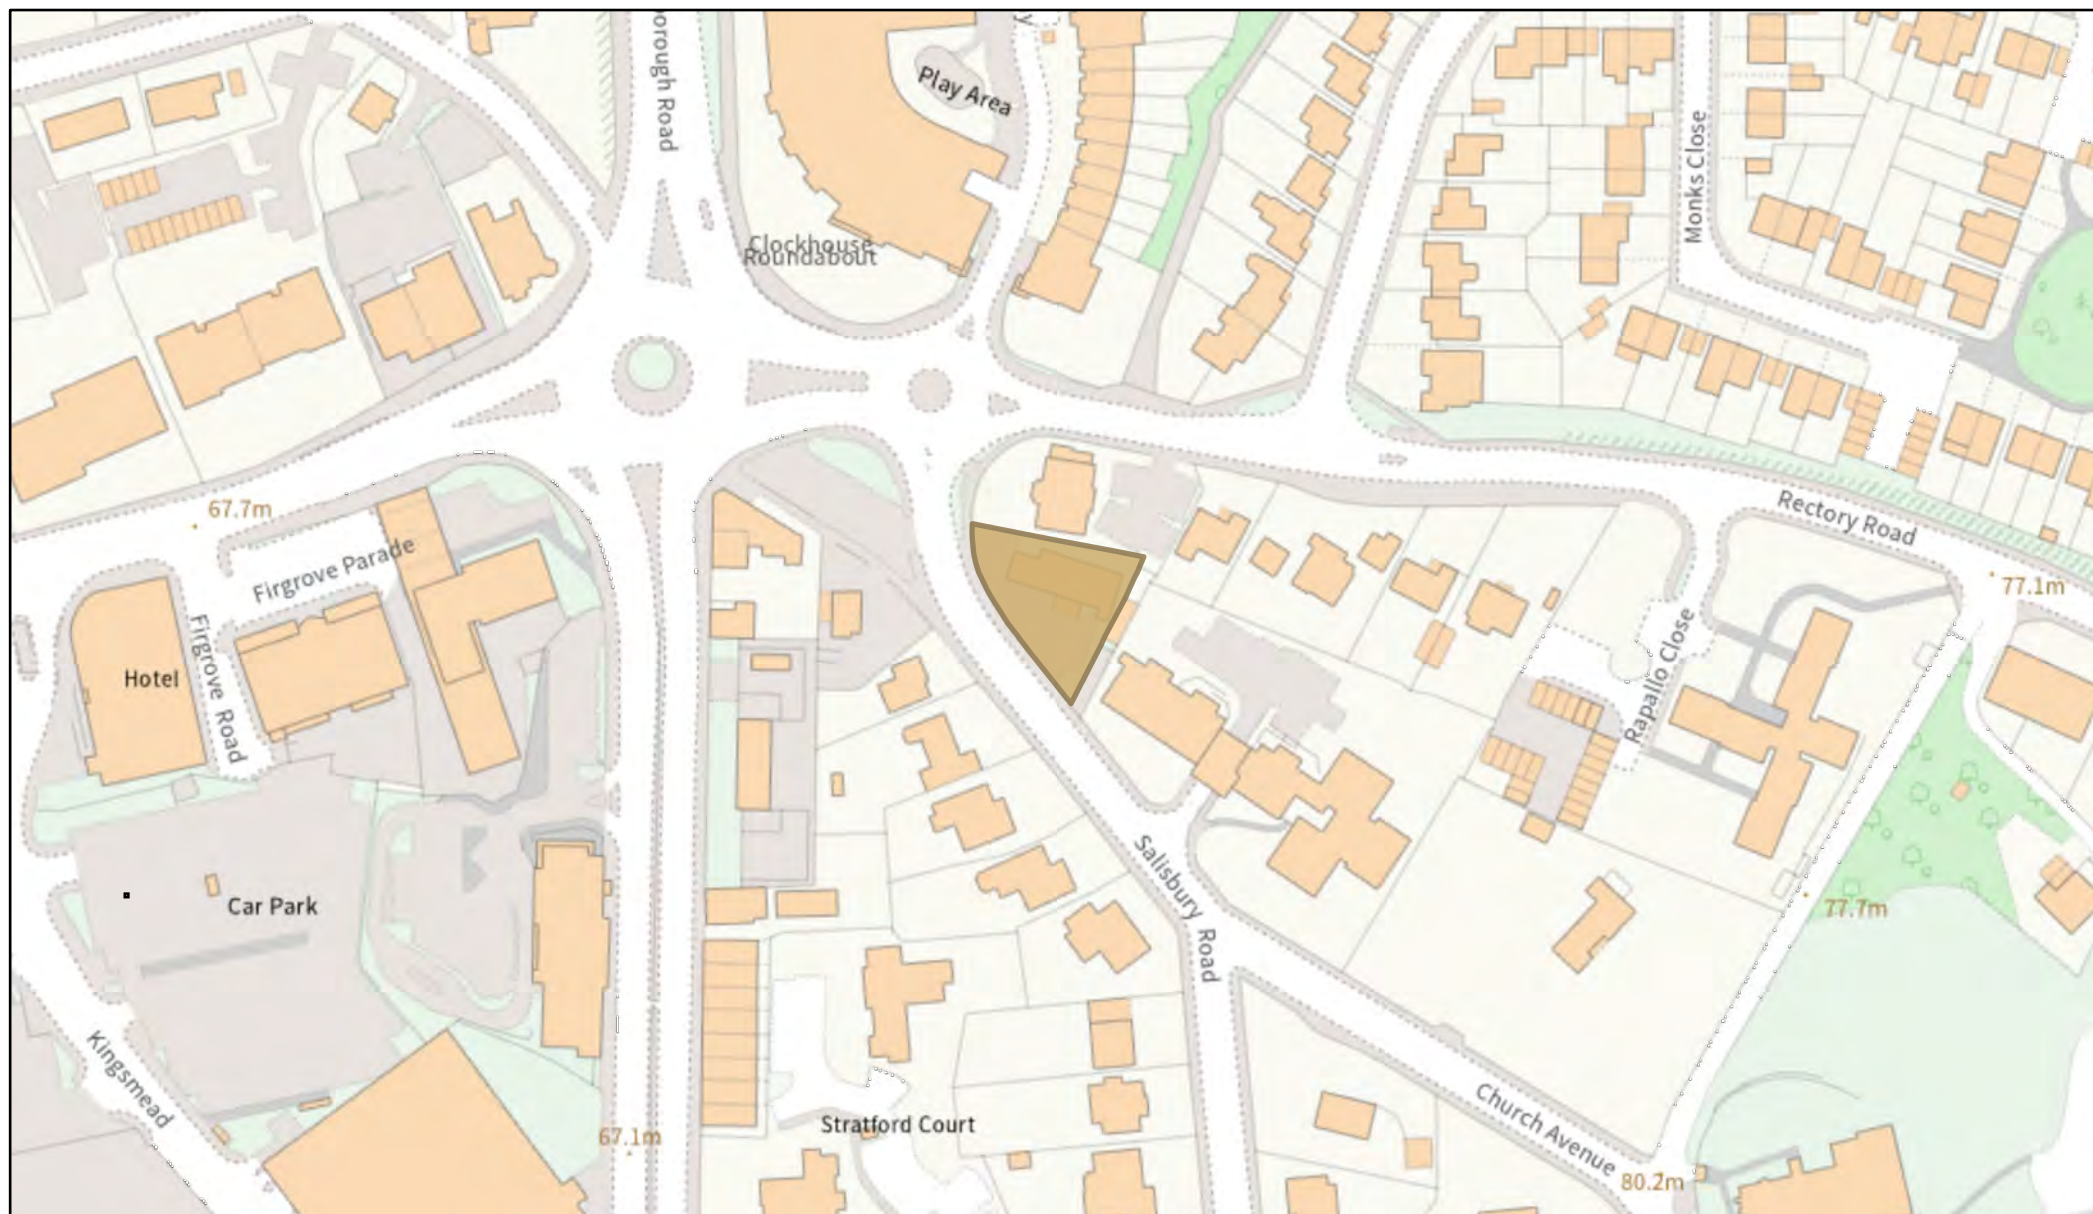 orough Road
Play Area
Clockhouse
Roundabout
Monks Close
67.7m
Firgrove Parade
Rectory Road
77.1m
Hotel
Firgrove Road
Rapallo Close
Salisbury Road
Car Park
77.7m
Kingsmead
67.1m
Stratford Court
Church Avenue
80.2m